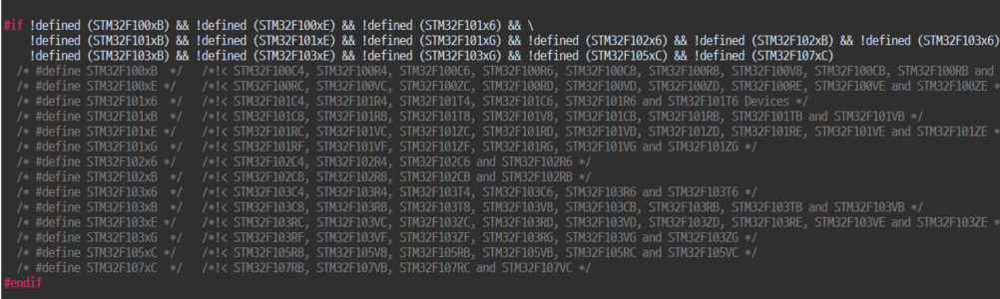 #if !defined (STM32F100xB) && !defined (STM32F100xE) && !defined (STM32F101x6) && \
!defined (STM32F101xB) && !defined (STM32F101xE) && !defined (STM32F101xG) && !defined (STM32F102x6) && !defined (STM32F102xB) && !defined (STM32F103x6)
!defined (STM32F103xB) && !defined (STM32F103xE) && !defined (STM32F103xG) && !defined (STM32F105xC) && !defined (STM32F107xC)
/* #define STM32F100xB  */   /*!< STM32F100C4, STM32F100R4, STM32F100C6, STM32F100R6, STM32F100C8, STM32F100R8, STM32F100V8, STM32F100CB, STM32F100RB and
/* #define STM32F100xE */    /*!< STM32F100RC, STM32F100VC, STM32F100ZC, STM32F100RD, STM32F100VD, STM32F100ZD, STM32F100RE, STM32F100VE and STM32F100ZE *
/* #define STM32F101x6  */   /*!< STM32F101C4, STM32F101R4, STM32F101T4, STM32F101C6, STM32F101R6 and STM32F101T6 Devices */
/* #define STM32F101xB  */   /*!< STM32F101C8, STM32F101R8, STM32F101T8, STM32F101V8, STM32F101CB, STM32F101RB, STM32F101TB and STM32F101VB */
/* #define STM32F101xE */    /*!< STM32F101RC, STM32F101VC, STM32F101ZC, STM32F101RD, STM32F101VD, STM32F101ZD, STM32F101RE, STM32F101VE and STM32F101ZE *
/* #define STM32F101xG  */   /*!< STM32F101RF, STM32F101VF, STM32F101ZF, STM32F101RG, STM32F101VG and STM32F101ZG */
/* #define STM32F102x6 */    /*!< STM32F102C4, STM32F102R4, STM32F102C6 and STM32F102R6 */
/* #define STM32F102xB  */   /*!< STM32F102C8, STM32F102R8, STM32F102CB and STM32F102RB */
/* #define STM32F103x6  */   /*!< STM32F103C4, STM32F103R4, STM32F103T4, STM32F103C6, STM32F103R6 and STM32F103T6 */
/* #define STM32F103xB  */   /*!< STM32F103C8, STM32F103R8, STM32F103T8, STM32F103V8, STM32F103CB, STM32F103RB, STM32F103TB and STM32F103VB */
/* #define STM32F103xE */    /*!< STM32F103RC, STM32F103VC, STM32F103ZC, STM32F103RD, STM32F103VD, STM32F103ZD, STM32F103RE, STM32F103VE and STM32F103ZE *
/* #define STM32F103xG  */   /*!< STM32F103RF, STM32F103VF, STM32F103ZF, STM32F103RG, STM32F103VG and STM32F103ZG */
/* #define STM32F105xC */    /*!< STM32F105R8, STM32F105V8, STM32F105RB, STM32F105VB, STM32F105RC and STM32F105VC */
/* #define STM32F107xC  */   /*!< STM32F107RB, STM32F107VB, STM32F107RC and STM32F107VC */
#endif